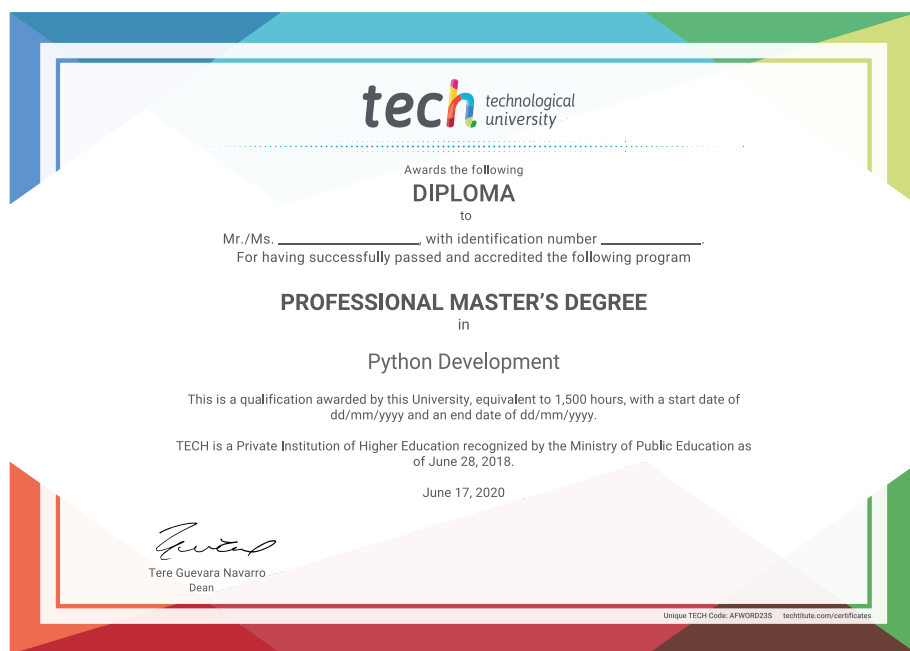 tech technological
university
Awards the following
DIPLOMA
to
Mr./Ms. ________________, with identification number ____________.
For having successfully passed and accredited the following program
PROFESSIONAL MASTER'S DEGREE
in
Python Development
This is a qualification awarded by this University, equivalent to 1,500 hours, with a start date of
dd/mm/yyyy and an end date of dd/mm/yyyy.
TECH is a Private Institution of Higher Education recognized by the Ministry of Public Education as
of June 28, 2018.
June 17, 2020
Tere Guevara Navarro
Dean
Unique TECH Code: AFWORD23S techtitute.com/certificates